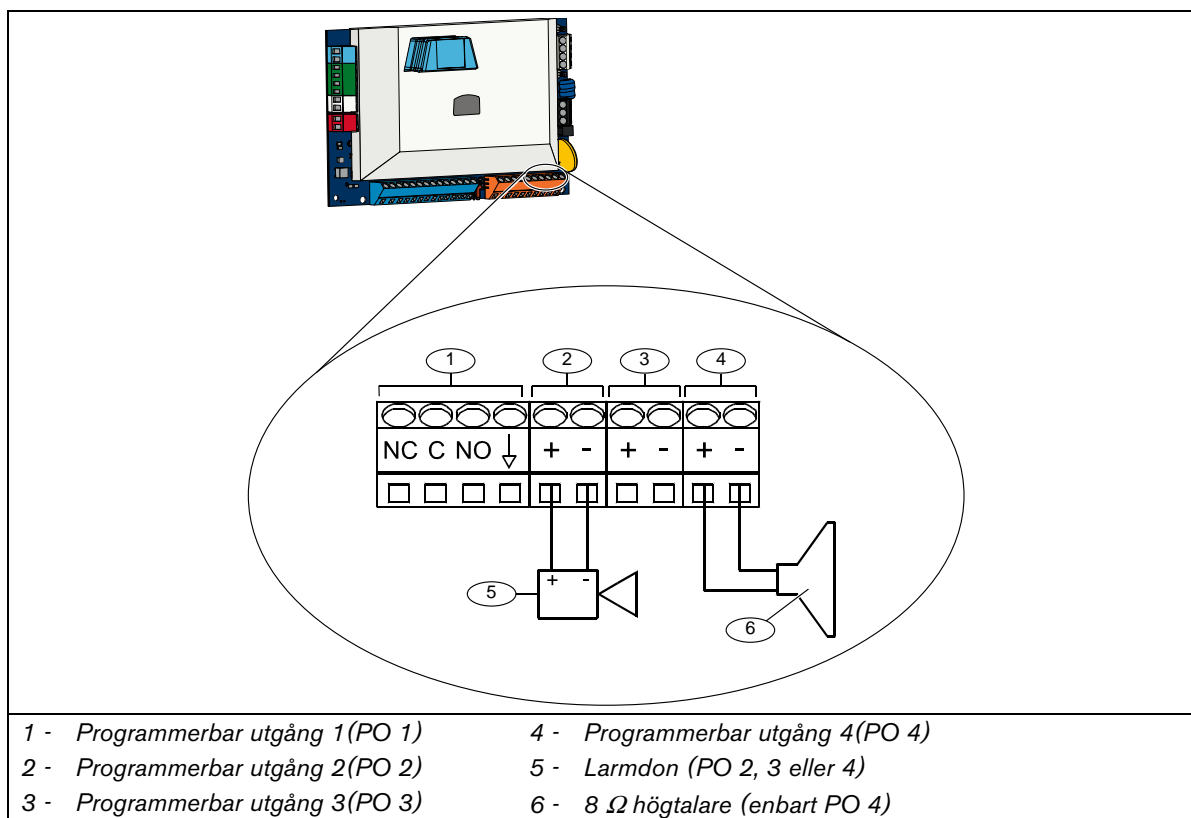 1 2 3 4
NC C NO + - + - + -
+ -
5
6
1 - Programmerbar utgång 1(PO 1)
2 - Programmerbar utgång 2(PO 2)
3 - Programmerbar utgång 3(PO 3)
4 - Programmerbar utgång 4(PO 4)
5 - Larmdon (PO 2, 3 eller 4)
6 - 8 Ω högtalare (enbart PO 4)